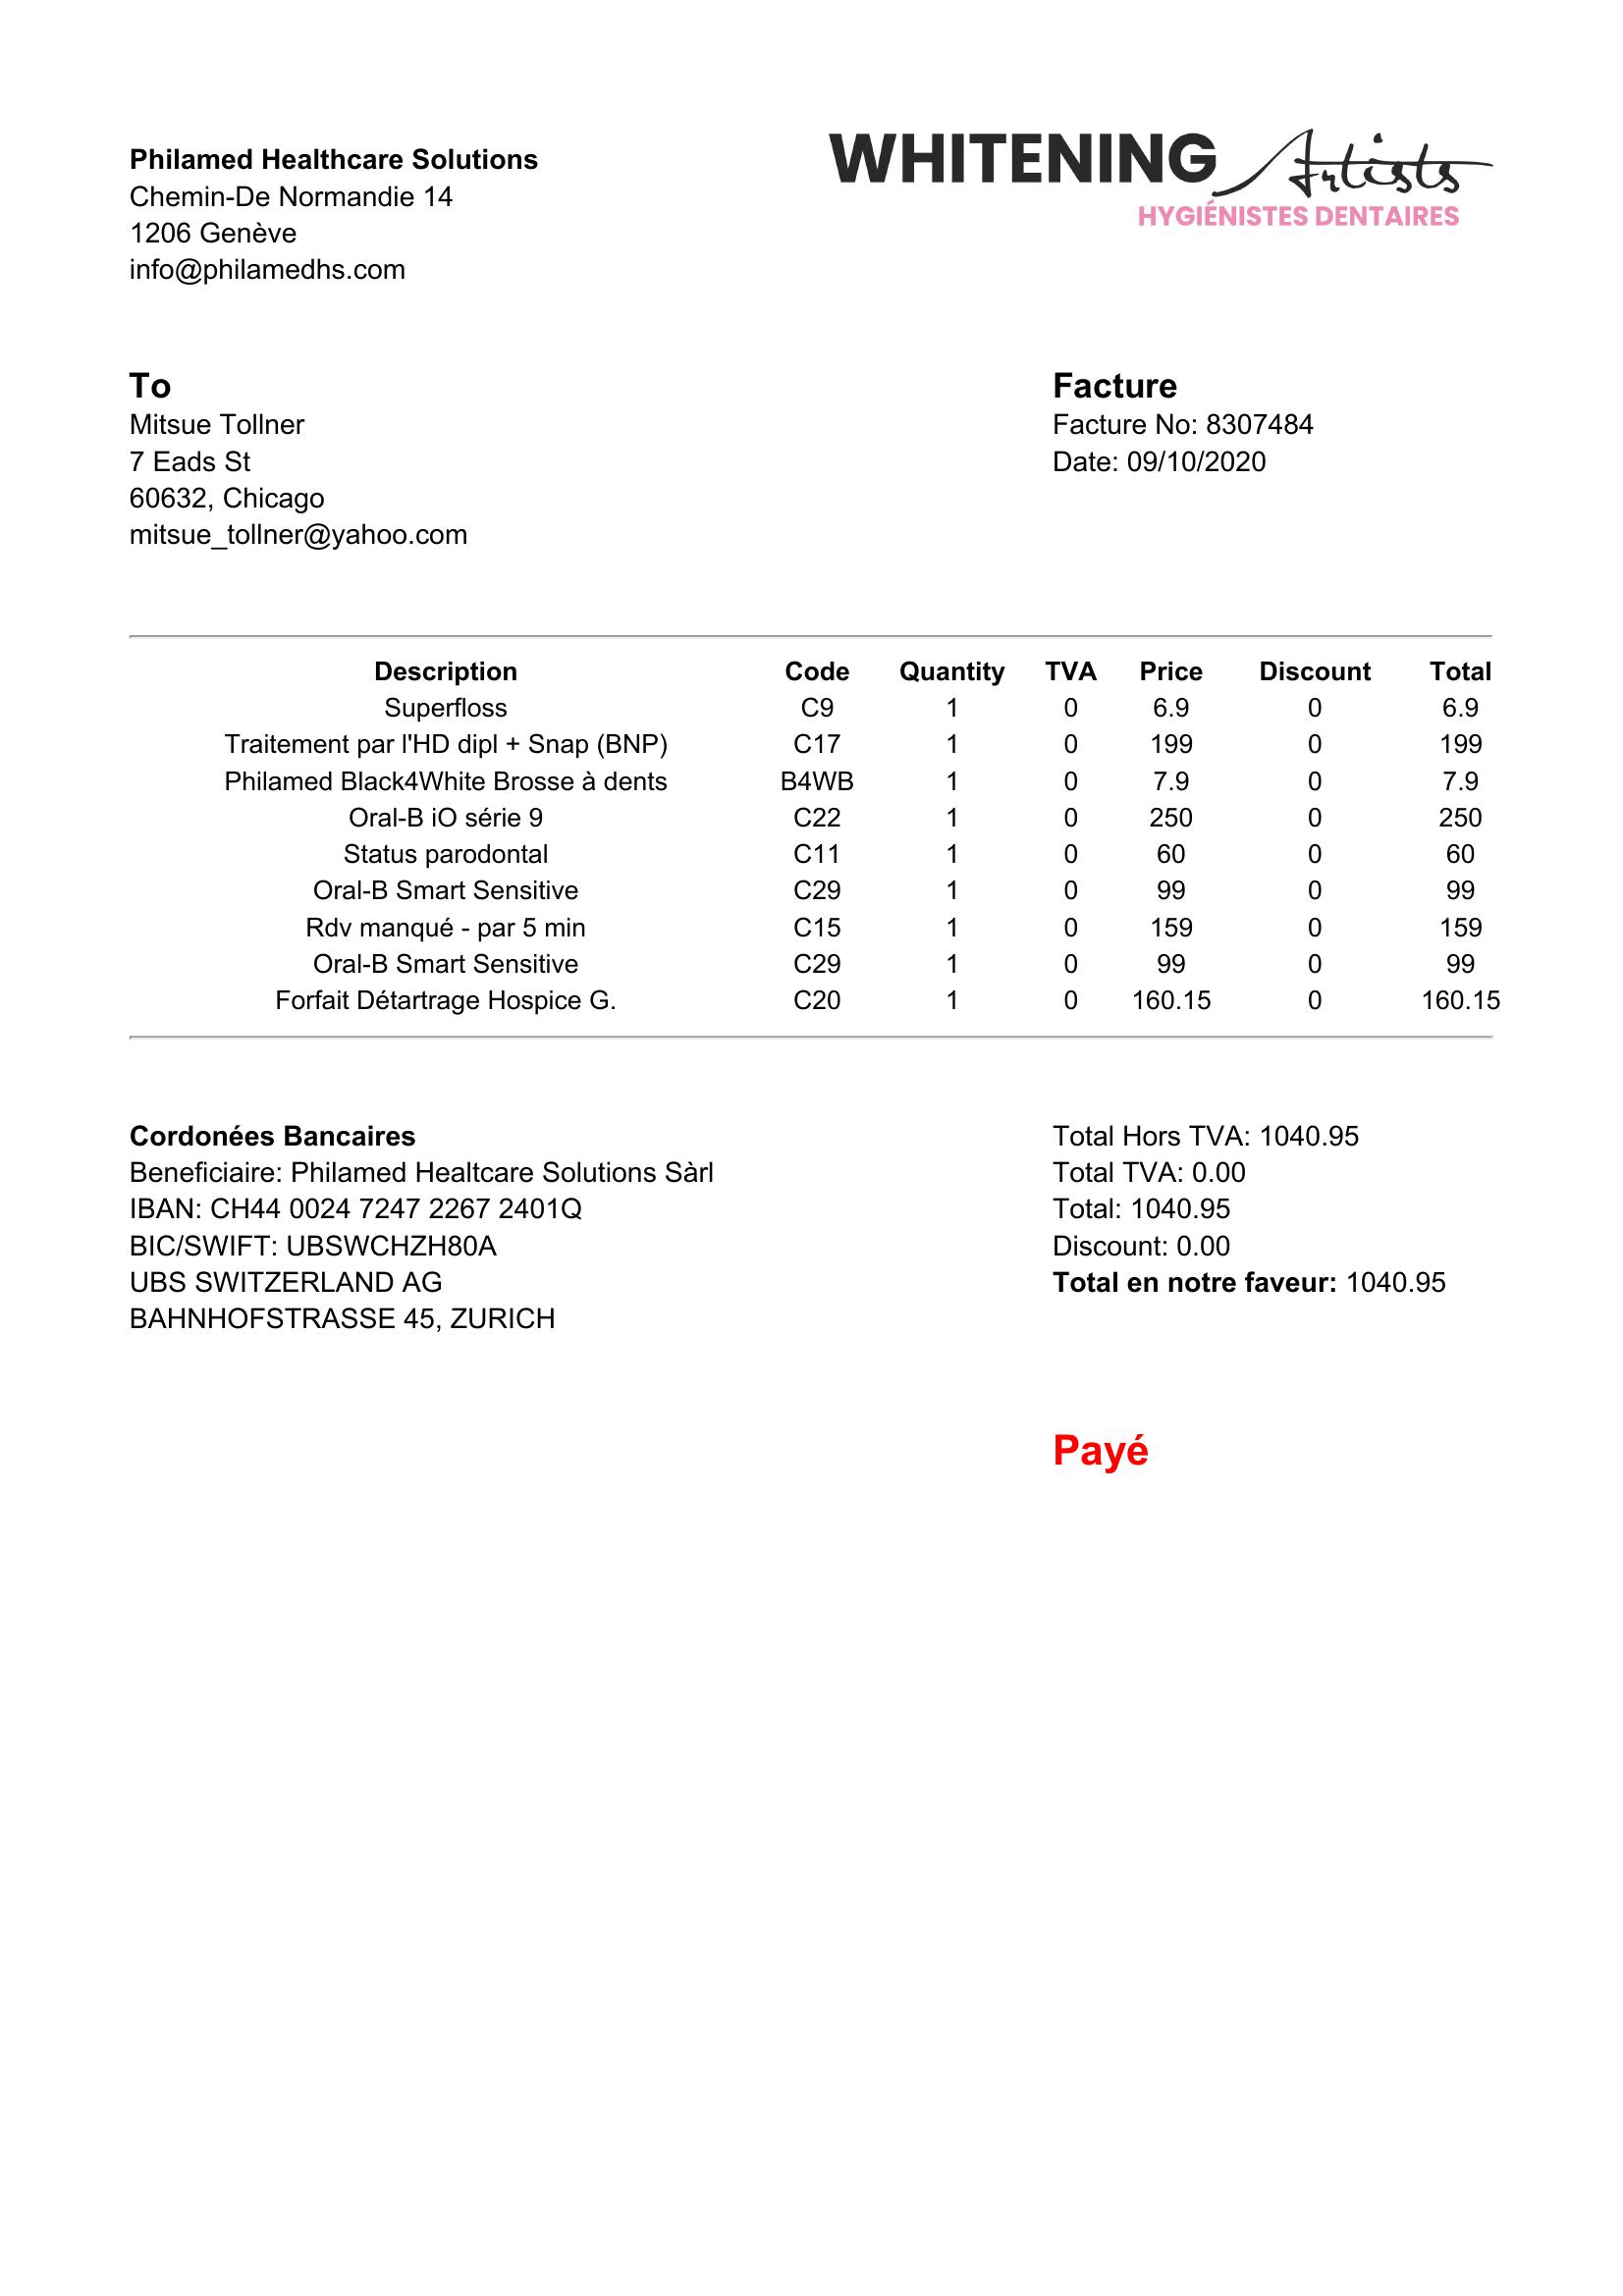 Philamed Healthcare Solutions
Chemin-De Normandie 14
1206 Genève
info@philamedhs.com
WHITENING Artists
HYGIÉNISTES DENTAIRES
To
Mitsue Tollner
7 Eads St
60632, Chicago
mitsue_tollner@yahoo.com
Facture
Facture No: 8307484
Date: 09/10/2020
Description Code Quantity TVA Price Discount Total
Superfloss C9 1 0 6.9 0 6.9
Traitement par l'HD dipl + Snap (BNP) C17 1 0 199 0 199
Philamed Black4White Brosse à dents B4WB 1 0 7.9 0 7.9
Oral-B iO série 9 C22 1 0 250 0 250
Status parodontal C11 1 0 60 0 60
Oral-B Smart Sensitive C29 1 0 99 0 99
Rdv manqué - par 5 min C15 1 0 159 0 159
Oral-B Smart Sensitive C29 1 0 99 0 99
Forfait Détartrage Hospice G. C20 1 0 160.15 0 160.15
Cordonées Bancaires
Beneficiaire: Philamed Healtcare Solutions Sàrl
IBAN: CH44 0024 7247 2267 2401Q
BIC/SWIFT: UBSWCHZH80A
UBS SWITZERLAND AG
BAHNHOFSTRASSE 45, ZURICH
Total Hors TVA: 1040.95
Total TVA: 0.00
Total: 1040.95
Discount: 0.00
Total en notre faveur: 1040.95
Payé